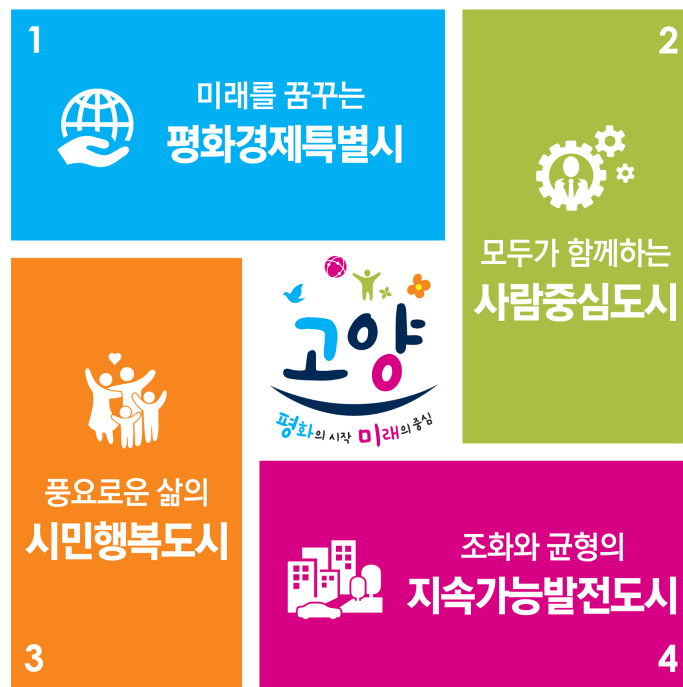 1
미래를 꿈꾸는
평화경제특별시
2
모두가 함께하는
사람중심도시
고양
평화의 시작 미래의 중심
풍요로운 삶의
시민행복도시
3
조화와 균형의
지속가능발전도시
4